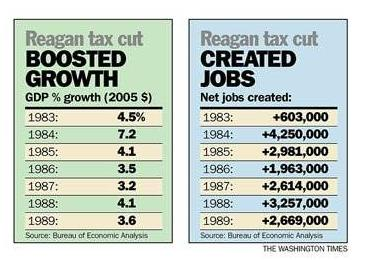 Reagan tax cut
BOOSTED
GROWTH
GDP % growth (2005 $)
1983: 4.5%
1984: 7.2
1985: 4.1
1986: 3.5
1987: 3.2
1988: 4.1
1989: 3.6
Source: Bureau of Economic Analysis
Reagan tax cut
CREATED
JOBS
Net jobs created:
1983: +603,000
1984: +4,250,000
1985: +2,981,000
1986: +1,963,000
1987: +2,614,000
1988: +3,257,000
1989: +2,669,000
Source: Bureau of Economic Analysis
THE WASHINGTON TIMES